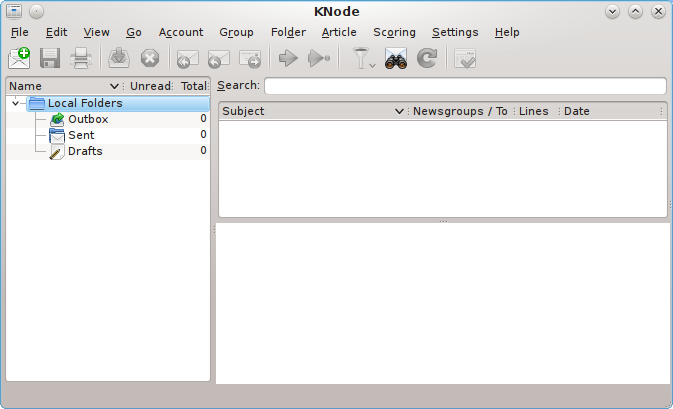 KNode
File Edit View Go Account Group Folder Article Scoring Settings Help
Name Unread Total
Local Folders
Outbox 0
Sent 0
Drafts 0
Search:
Subject Newsgroups / To Lines Date